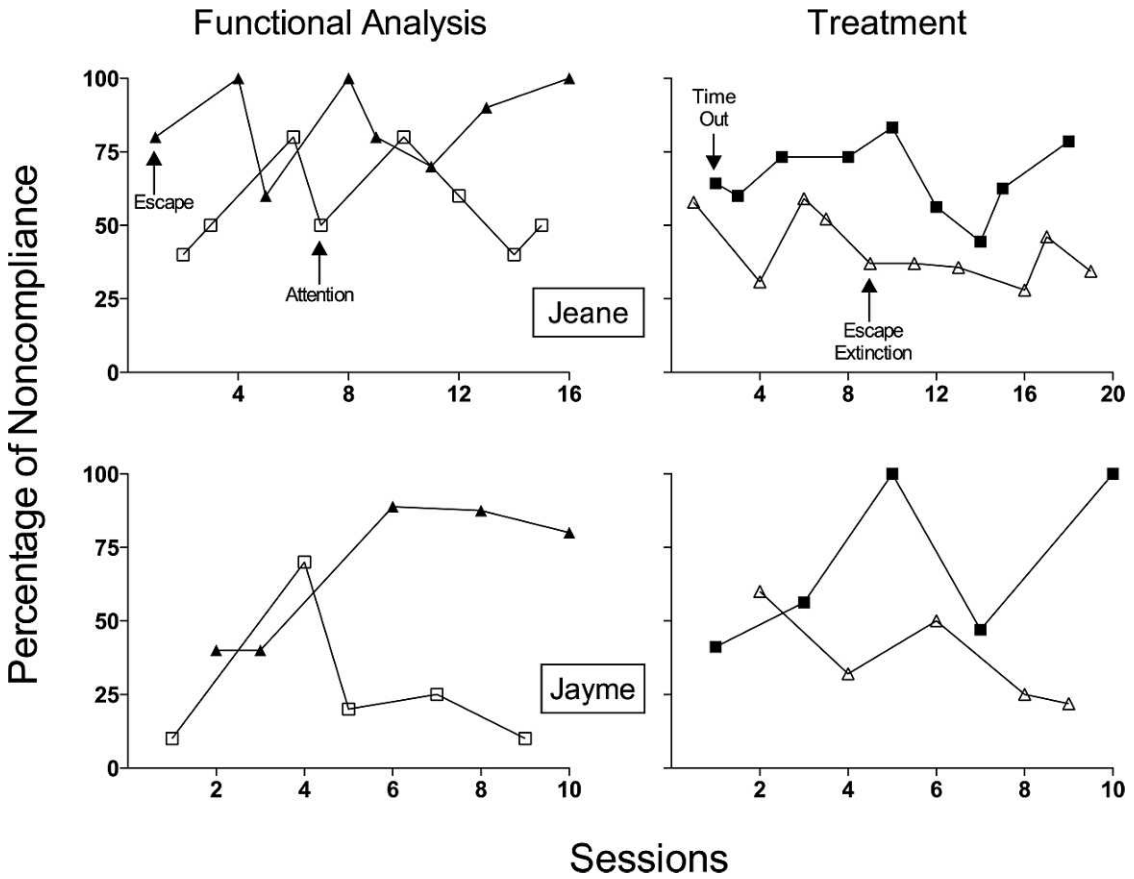 Functional Analysis
Treatment
Percentage of Noncompliance
100
75
50
25
0
Escape
Attention
Jeane
4
8
12
16
Time
Out
Escape
Extinction
4
8
12
16
20
100
75
50
25
0
Jayme
2
4
6
8
10
2
4
6
8
10
Sessions